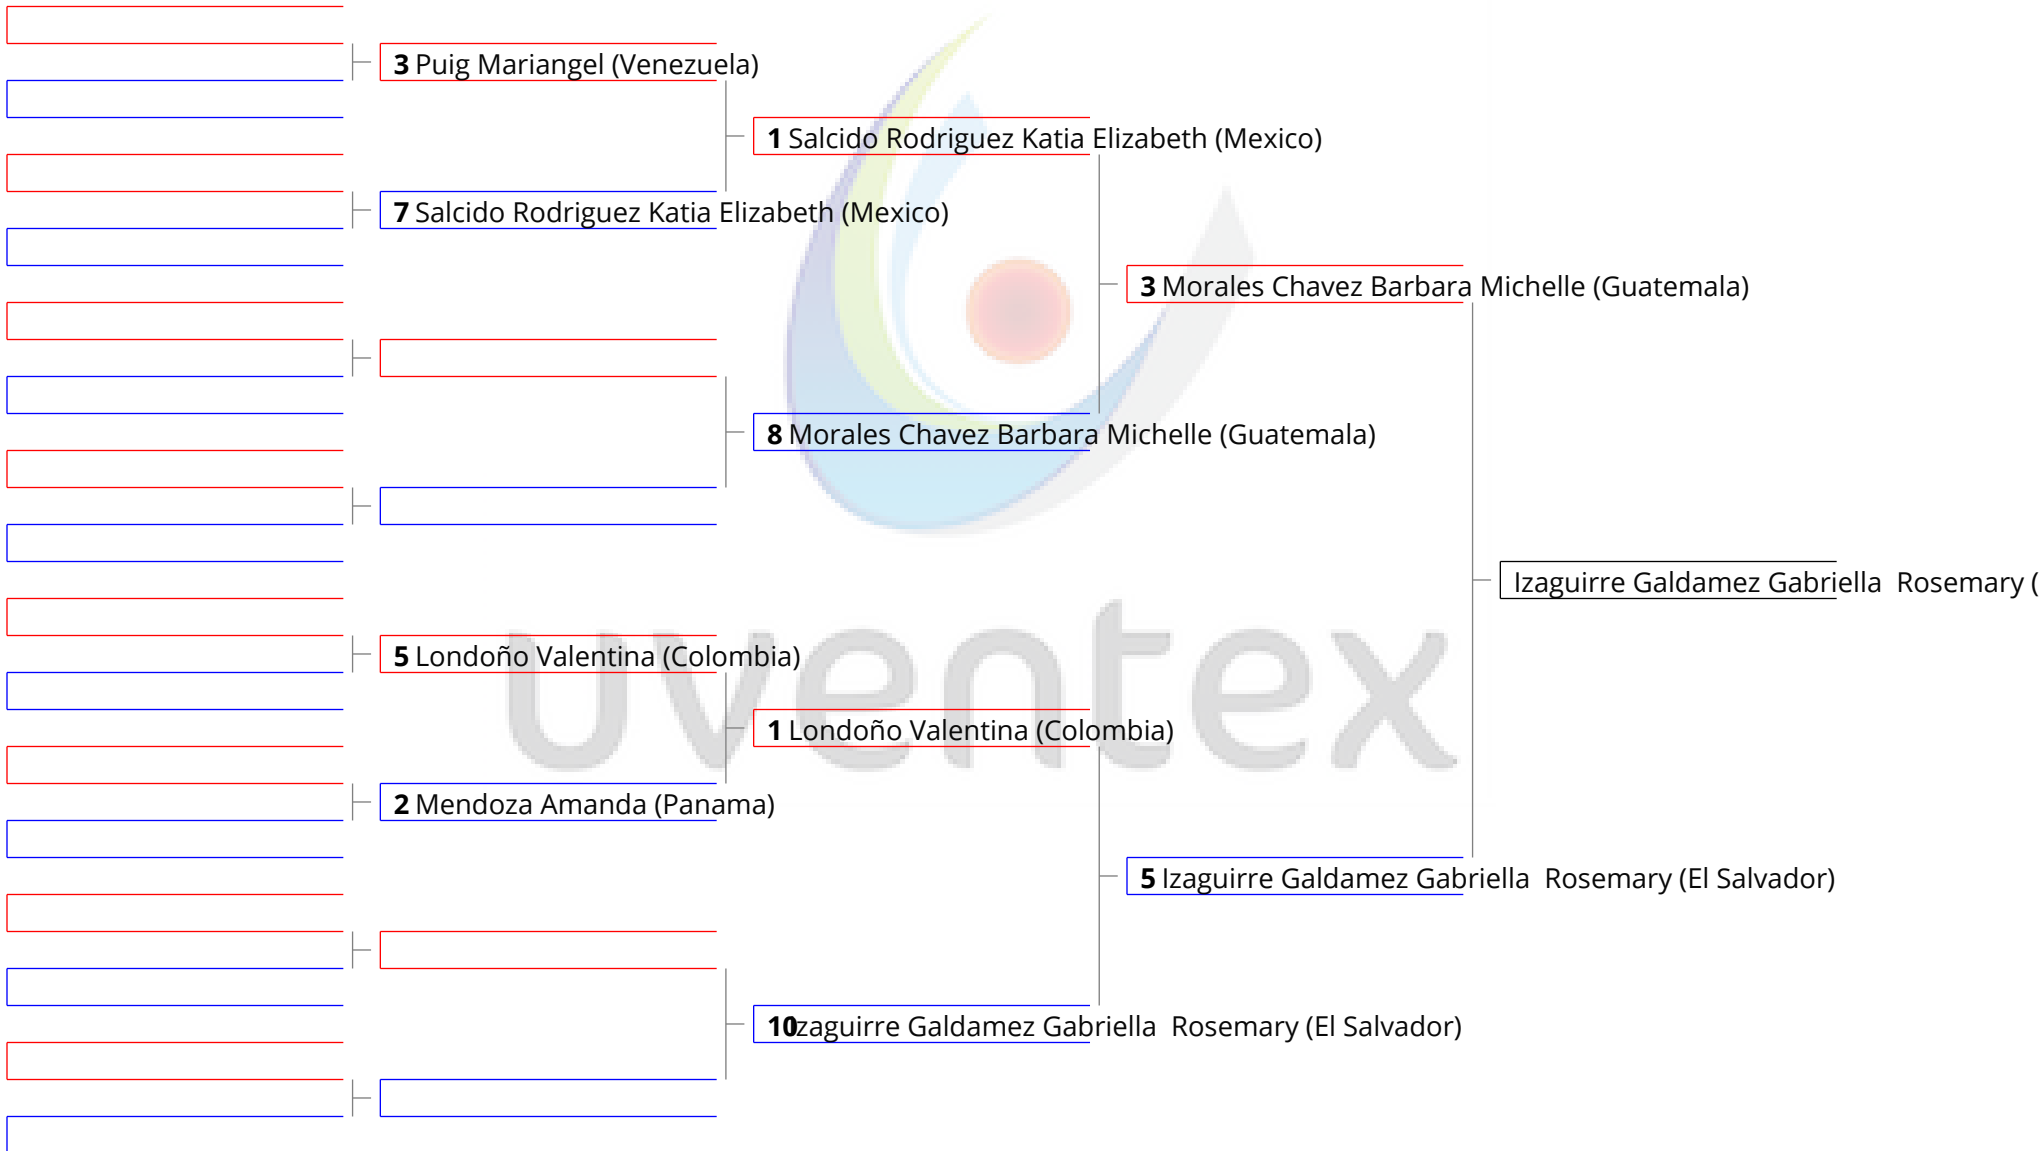 3 Puig Mariangel (Venezuela)
1 Salcido Rodriguez Katia Elizabeth (Mexico)
7 Salcido Rodriguez Katia Elizabeth (Mexico)
3 Morales Chavez Barbara Michelle (Guatemala)
8 Morales Chavez Barbara Michelle (Guatemala)
Izaguirre Galdamez Gabriella  Rosemary (
5 Londoño Valentina (Colombia)
uventex
1 Londoño Valentina (Colombia)
2 Mendoza Amanda (Panama)
5 Izaguirre Galdamez Gabriella  Rosemary (El Salvador)
10 Izaguirre Galdamez Gabriella  Rosemary (El Salvador)